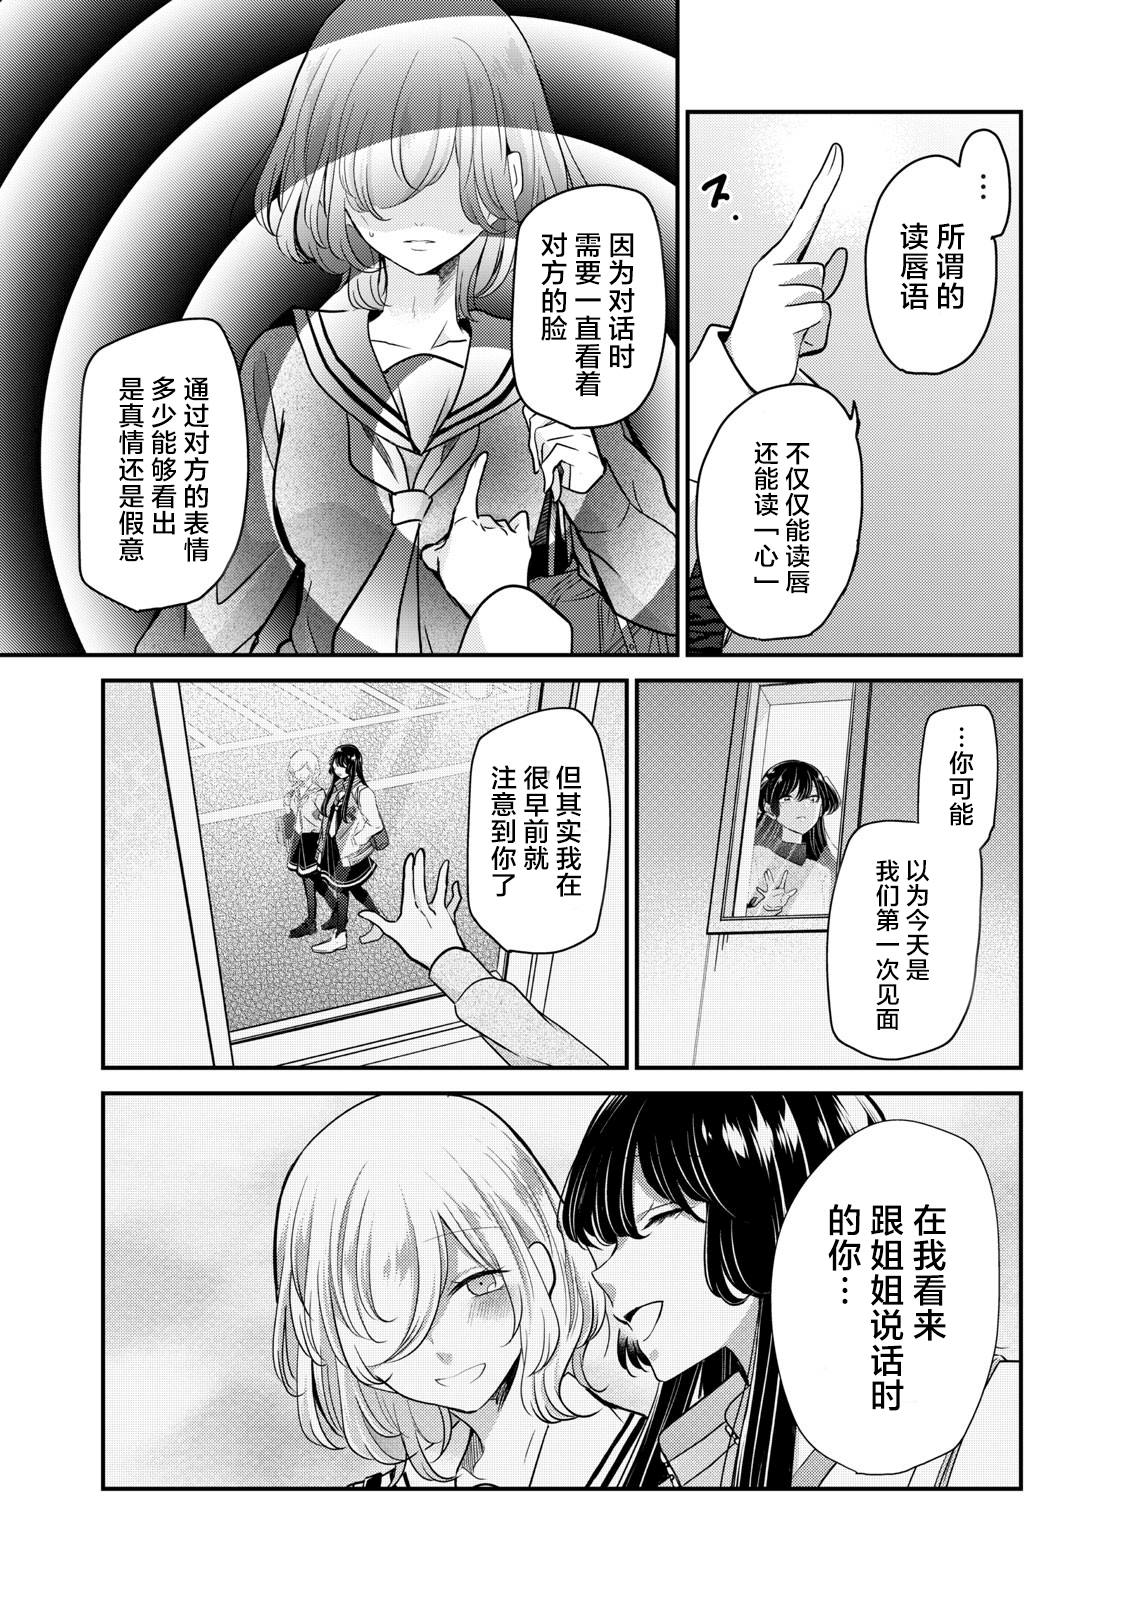 …
所谓的
读唇语
ス.
不仅仅能读唇
还能读「心」
因为对话时
需要一直看着
对方的脸
通过对方的表情
多少能够看出
是真情还是假意
…你可能
以为今天是
我们第一次见面
但其实我在
很早前就
注意到你了
在我看来
跟姐姐说话时
的你…